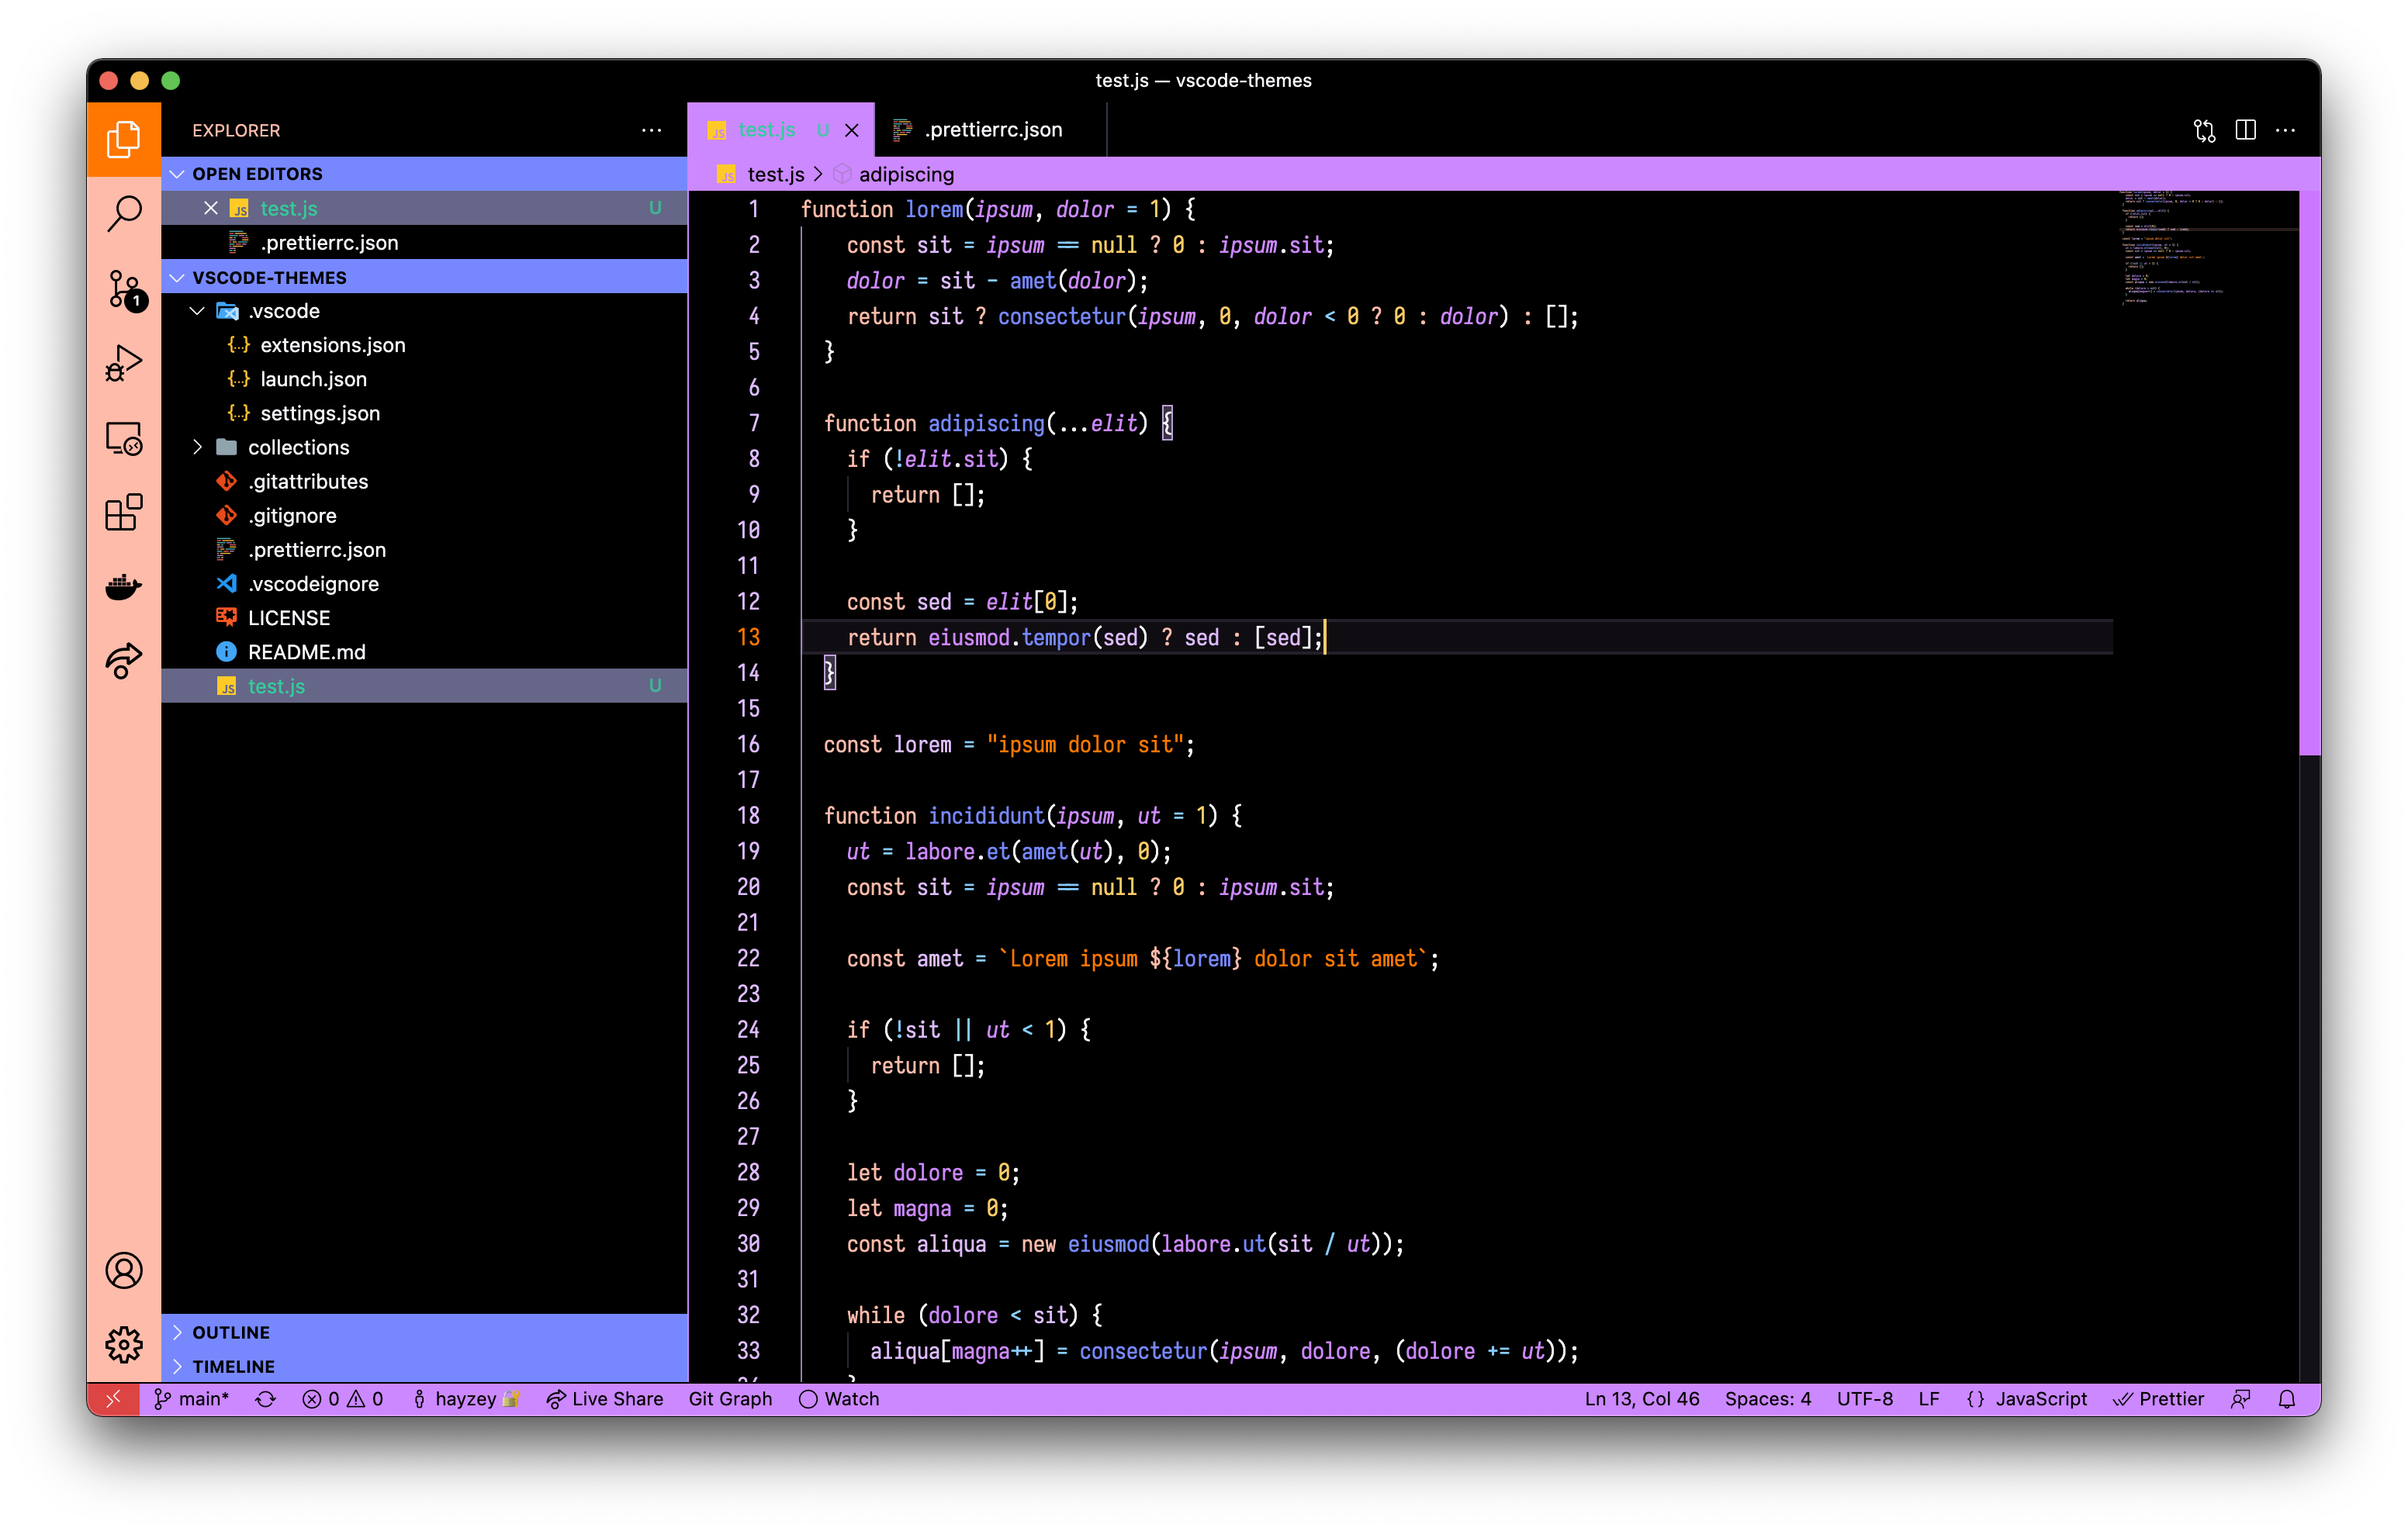 test.js — vscode-themes
EXPLORER
OPEN EDITORS
test.js U
.prettierrc.json
VSCODE-THEMES
.vscode
extensions.json
launch.json
settings.json
collections
.gitattributes
.gitignore
.prettierrc.json
.vscodeignore
LICENSE
README.md
test.js U
OUTLINE
TIMELINE
1
test.js U
.prettierrc.json
test.js > adipiscing
1 function lorem(ipsum, dolor = 1) {
2 const sit = ipsum == null ? 0 : ipsum.sit;
3 dolor = sit - amet(dolor);
4 return sit ? consectetur(ipsum, 0, dolor < 0 ? 0 : dolor) : [];
5 }
6
7 function adipiscing(...elit) {
8 if (!elit.sit) {
9 return [];
10 }
11
12 const sed = elit[0];
13 return eiusmod.tempor(sed) ? sed : [sed];
14 }
15
16 const lorem = "ipsum dolor sit";
17
18 function incididunt(ipsum, ut = 1) {
19 ut = labore.et(amet(ut), 0);
20 const sit = ipsum == null ? 0 : ipsum.sit;
21
22 const amet = `Lorem ipsum ${lorem} dolor sit amet`;
23
24 if (!sit || ut < 1) {
25 return [];
26 }
27
28 let dolore = 0;
29 let magna = 0;
30 const aliqua = new eiusmod(labore.ut(sit / ut));
31
32 while (dolore < sit) {
33 aliqua[magna++] = consectetur(ipsum, dolore, (dolore += ut));
main* 0 0 hayzey 🔐 Live Share Git Graph Watch Ln 13, Col 46 Spaces: 4 UTF-8 LF {} JavaScript Prettier